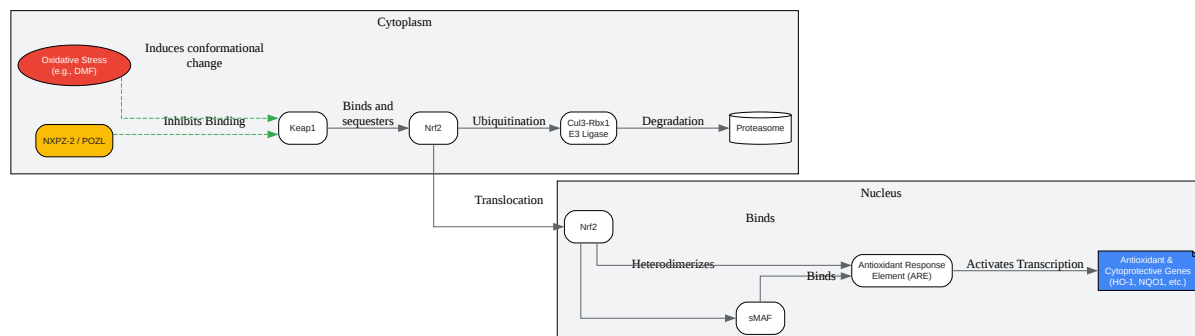 Cytoplasm
Oxidative Stress
(e.g., DMF)
Induces conformational
change
Inhibits Binding
NXPZ-2 / POZL
Keap1
Binds and
sequesters
Nrf2
Ubiquitination
Cul3-Rbx1
E3 Ligase
Degradation
Proteasome
Translocation
Nucleus
Nrf2
Binds
Heterodimerizes
Binds
sMAF
Antioxidant Response
Element (ARE)
Activates Transcription
Antioxidant &
Cytoprotective Genes
(HO-1, NQO1, etc.)